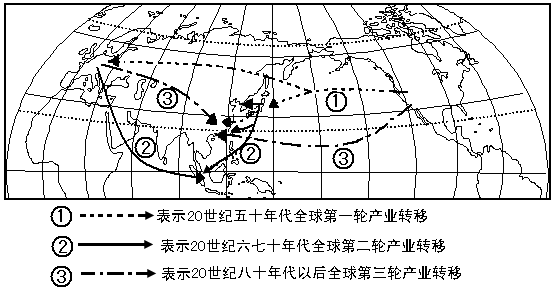 ①
③
②
②
③
① 表示20世纪五十年代全球第一轮产业转移
② 表示20世纪六七十年代全球第二轮产业转移
③ 表示20世纪八十年代以后全球第三轮产业转移